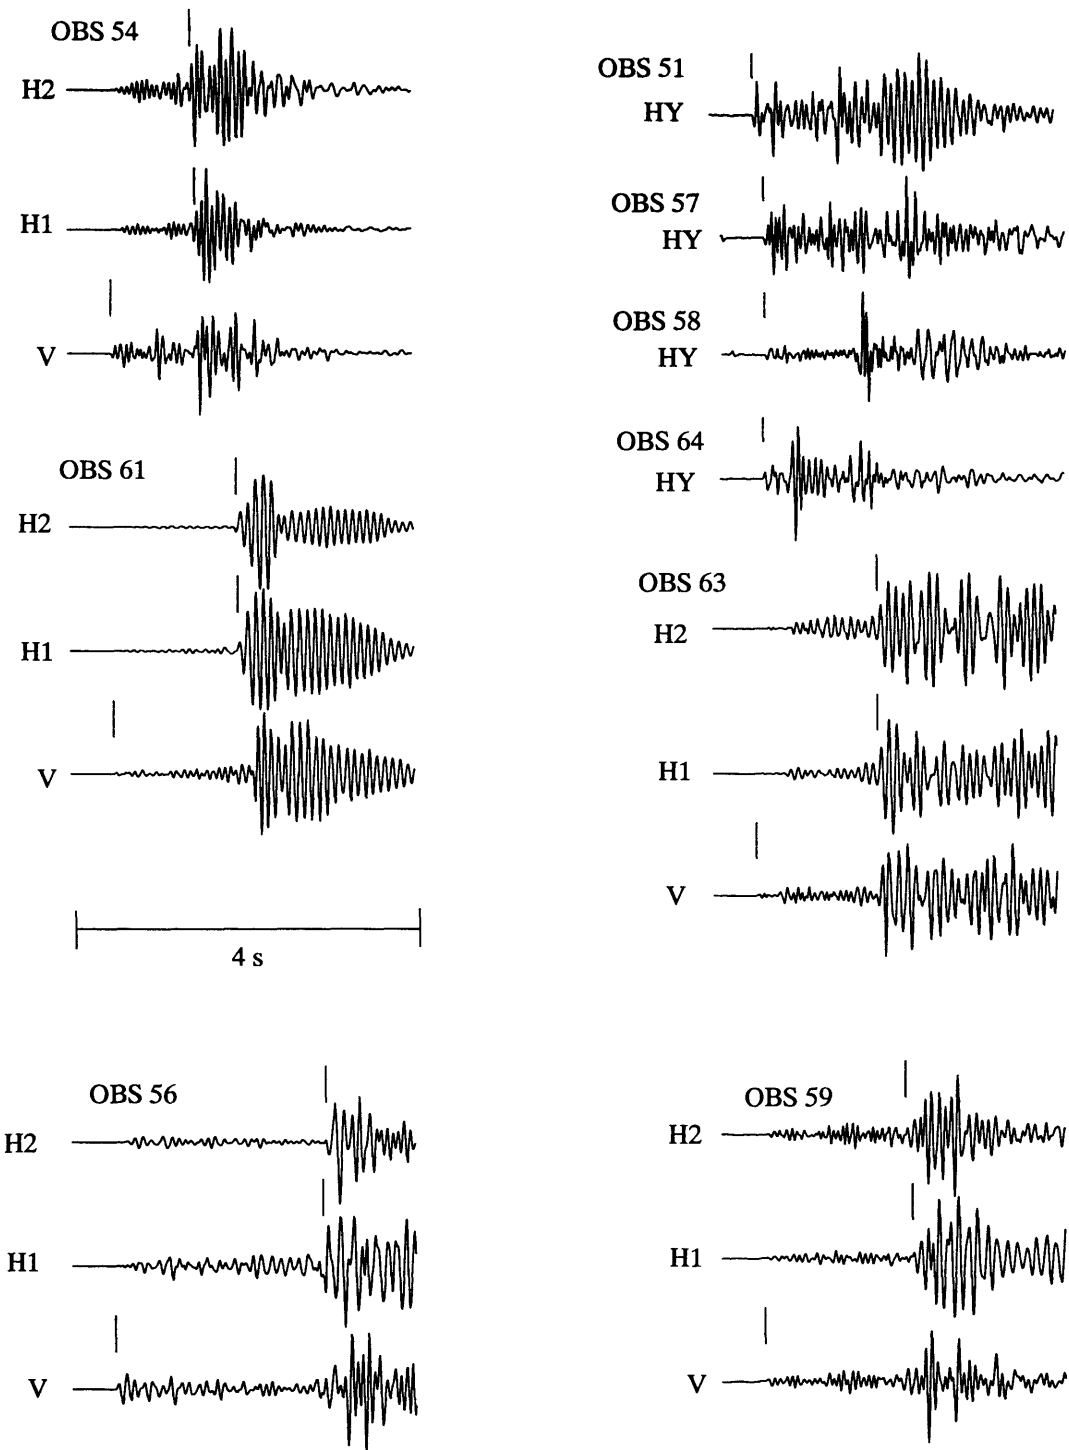 OBS 54
H2
H1
V
OBS 61
H2
H1
V
4 s
OBS 51
HY
OBS 57
HY
OBS 58
HY
OBS 64
HY
OBS 63
H2
H1
V
OBS 56
H2
H1
V
OBS 59
H2
H1
V